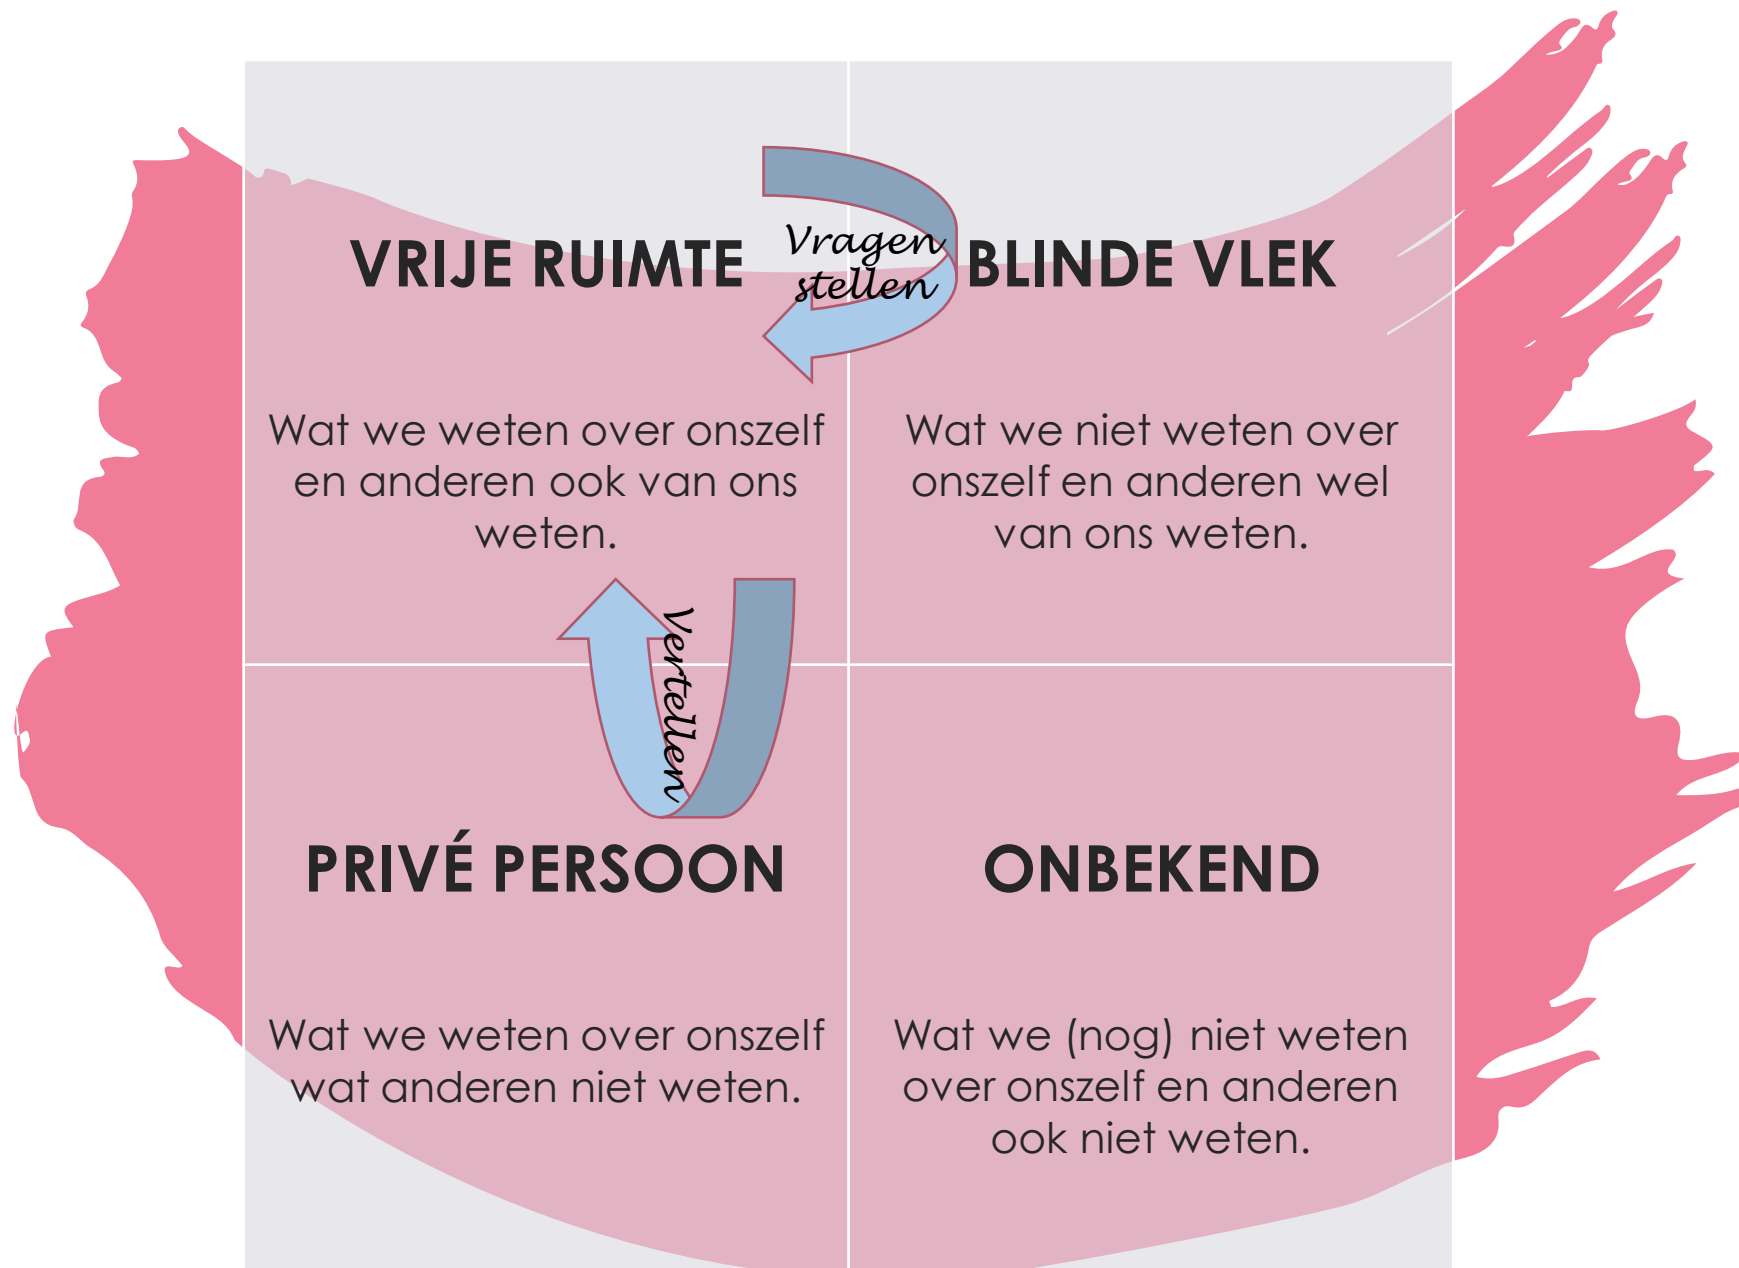 VRIJE RUIMTE
Wat we weten over onszelf
en anderen ook van ons
weten.
Vragen
stellen
BLINDE VLEK
Wat we niet weten over
onszelf en anderen wel
van ons weten.
Vertellen
PRIVÉ PERSOON
Wat we weten over onszelf
wat anderen niet weten.
ONBEKEND
Wat we (nog) niet weten
over onszelf en anderen
ook niet weten.